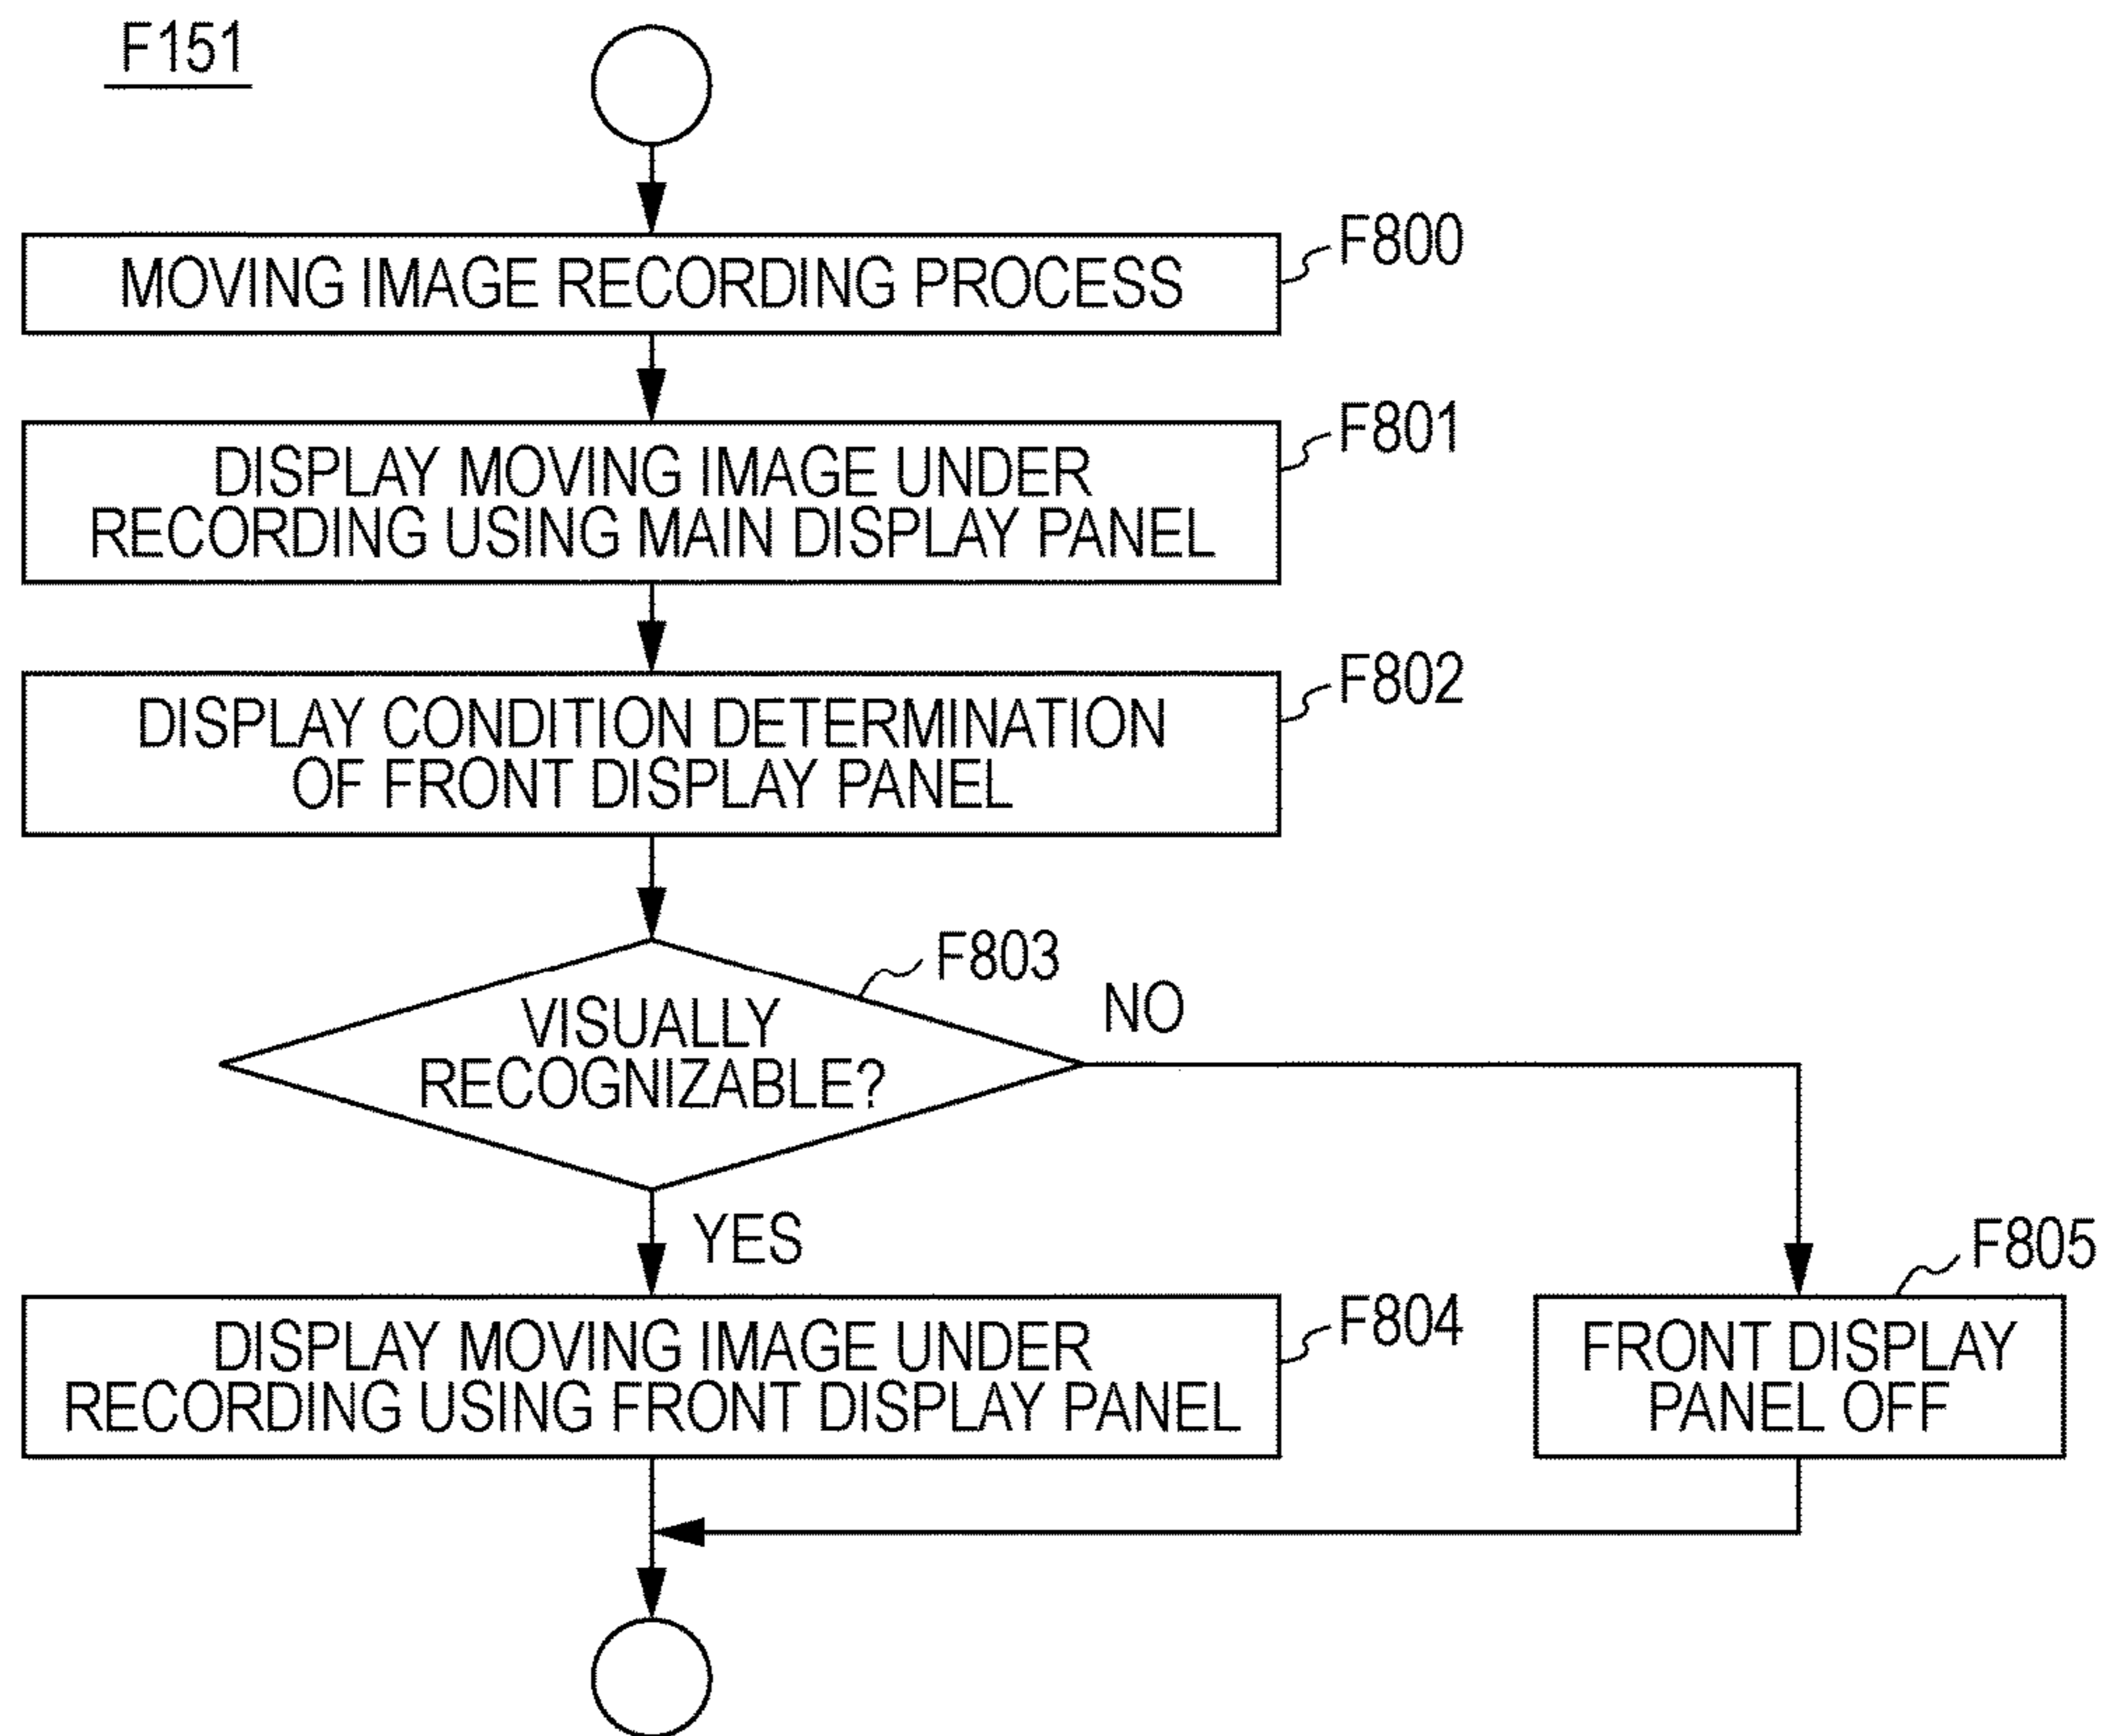 F151
MOVING IMAGE RECORDING PROCESS
F800
DISPLAY MOVING IMAGE UNDER
RECORDING USING MAIN DISPLAY PANEL
F801
DISPLAY CONDITION DETERMINATION
OF FRONT DISPLAY PANEL
F802
VISUALLY
RECOGNIZABLE?
F803
NO
YES
DISPLAY MOVING IMAGE UNDER
RECORDING USING FRONT DISPLAY PANEL
F804
FRONT DISPLAY
PANEL OFF
F805